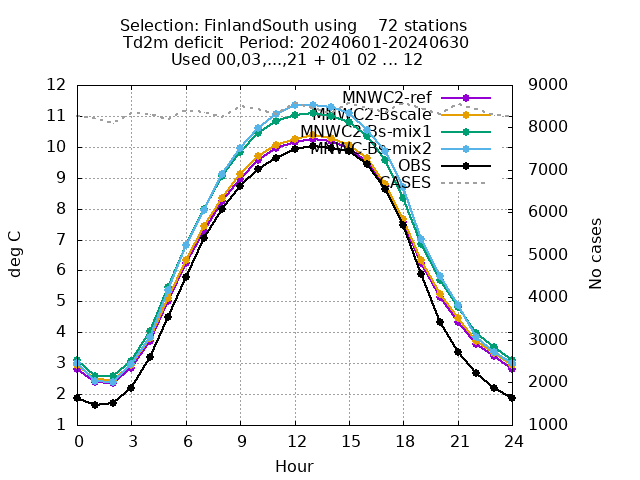 Selection: FinlandSouth using 72 stations
Td2m deficit Period: 20240601-20240630
Used 00,03,...,21 + 01 02 ... 12
12
11
10
9
8
7
6
5
4
3
2
1
deg C
9000
8000
7000
6000
5000
4000
3000
2000
1000
No cases
MNWC2-ref
MNWC2-Bscale
MNWC2-Bs-mix1
MNWC-Bs-mix2
OBS
CASES
0 3 6 9 12 15 18 21 24
Hour